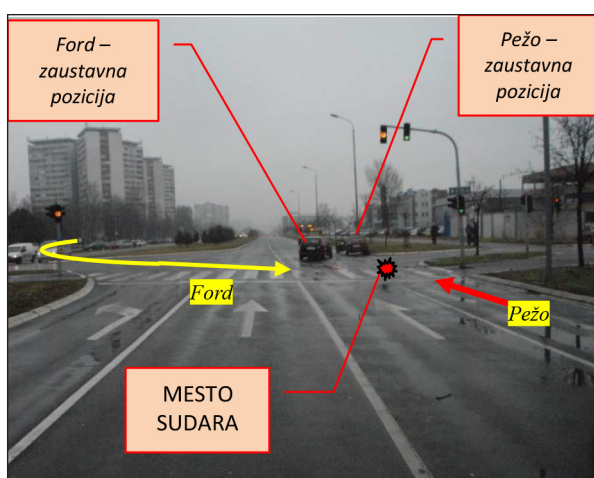 Ford –
zaustavna
pozicija
Pežo –
zaustavna
pozicija
Ford
Pežo
MESTO
SUDARA